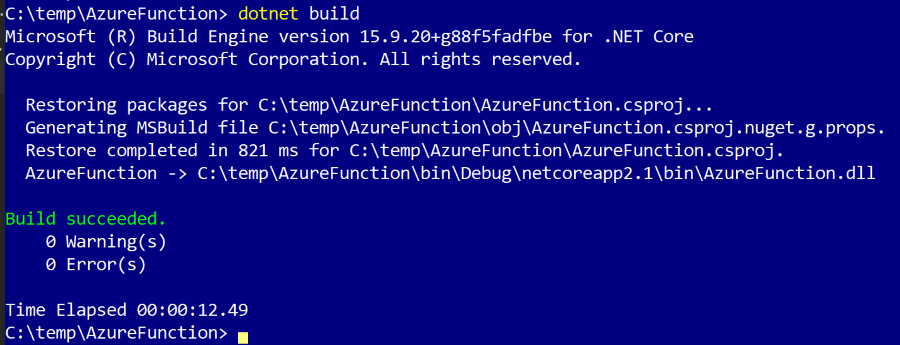 C:\temp\AzureFunction> dotnet build
Microsoft (R) Build Engine version 15.9.20+g88f5fadfbe for .NET Core
Copyright (C) Microsoft Corporation. All rights reserved.
Restoring packages for C:\temp\AzureFunction\AzureFunction.csproj...
Generating MSBuild file C:\temp\AzureFunction\obj\AzureFunction.csproj.nuget.g.props.
Restore completed in 821 ms for C:\temp\AzureFunction\AzureFunction.csproj.
AzureFunction -> C:\temp\AzureFunction\bin\Debug\netcoreapp2.1\bin\AzureFunction.dll
Build succeeded.
0 Warning(s)
0 Error(s)
Time Elapsed 00:00:12.49
C:\temp\AzureFunction>